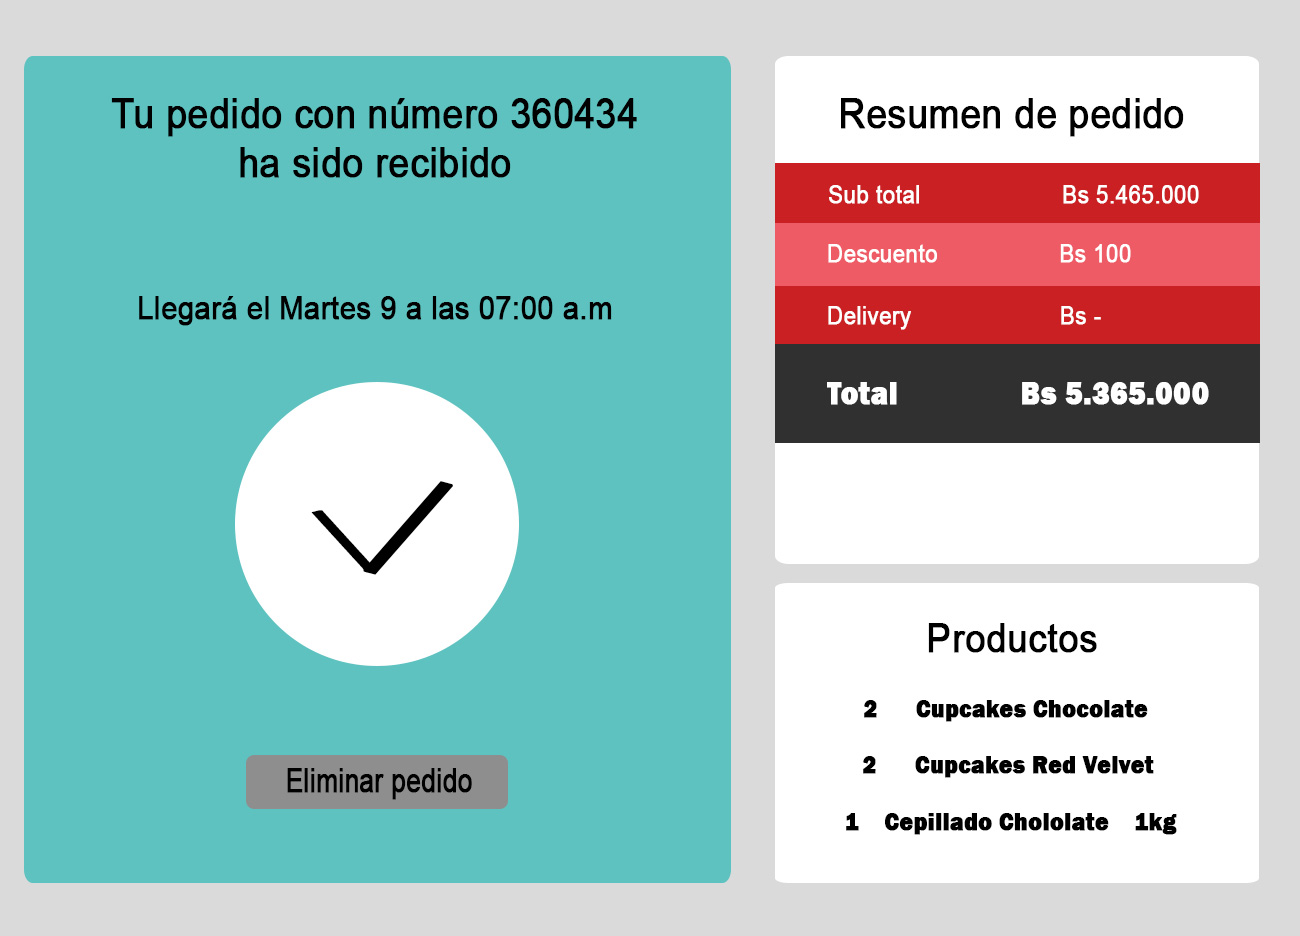 Tu pedido con número 360434
ha sido recibido
Llegará el Martes 9 a las 07:00 a.m
Eliminar pedido
Resumen de pedido
Sub total Bs 5.465.000
Descuento Bs 100
Delivery Bs -
Total Bs 5.365.000
Productos
2 Cupcakes Chocolate
2 Cupcakes Red Velvet
1 Cepillado Chololate 1kg